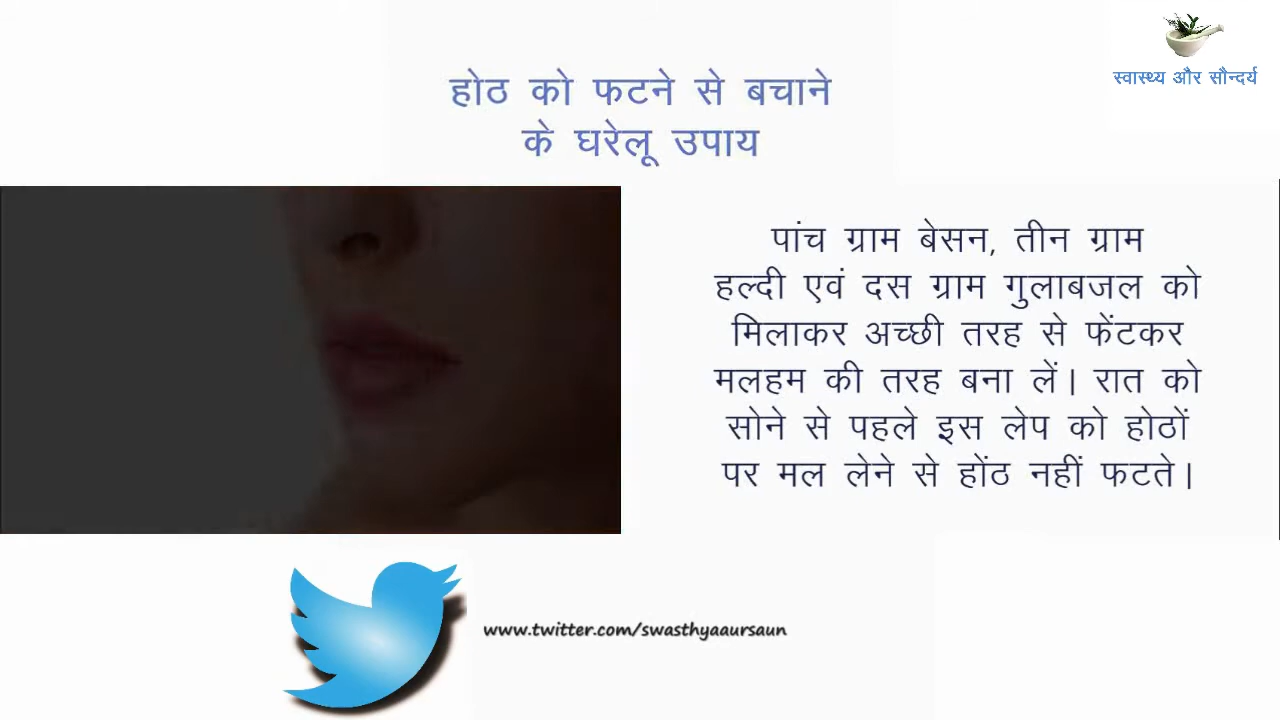 स्वास्थ्य और सौन्दर्य
होठ को फटने से बचाने
के घरेलू उपाय
पांच ग्राम बेसन, तीन ग्राम
हल्दी एवं दस ग्राम गुलाबजल को
मिलाकर अच्छी तरह से फेंटकर
मलहम की तरह बना लें। रात को
सोने से पहले इस लेप को होठों
पर मल लेने से होंठ नहीं फटते।
www.twitter.com/swasthyaaursaun